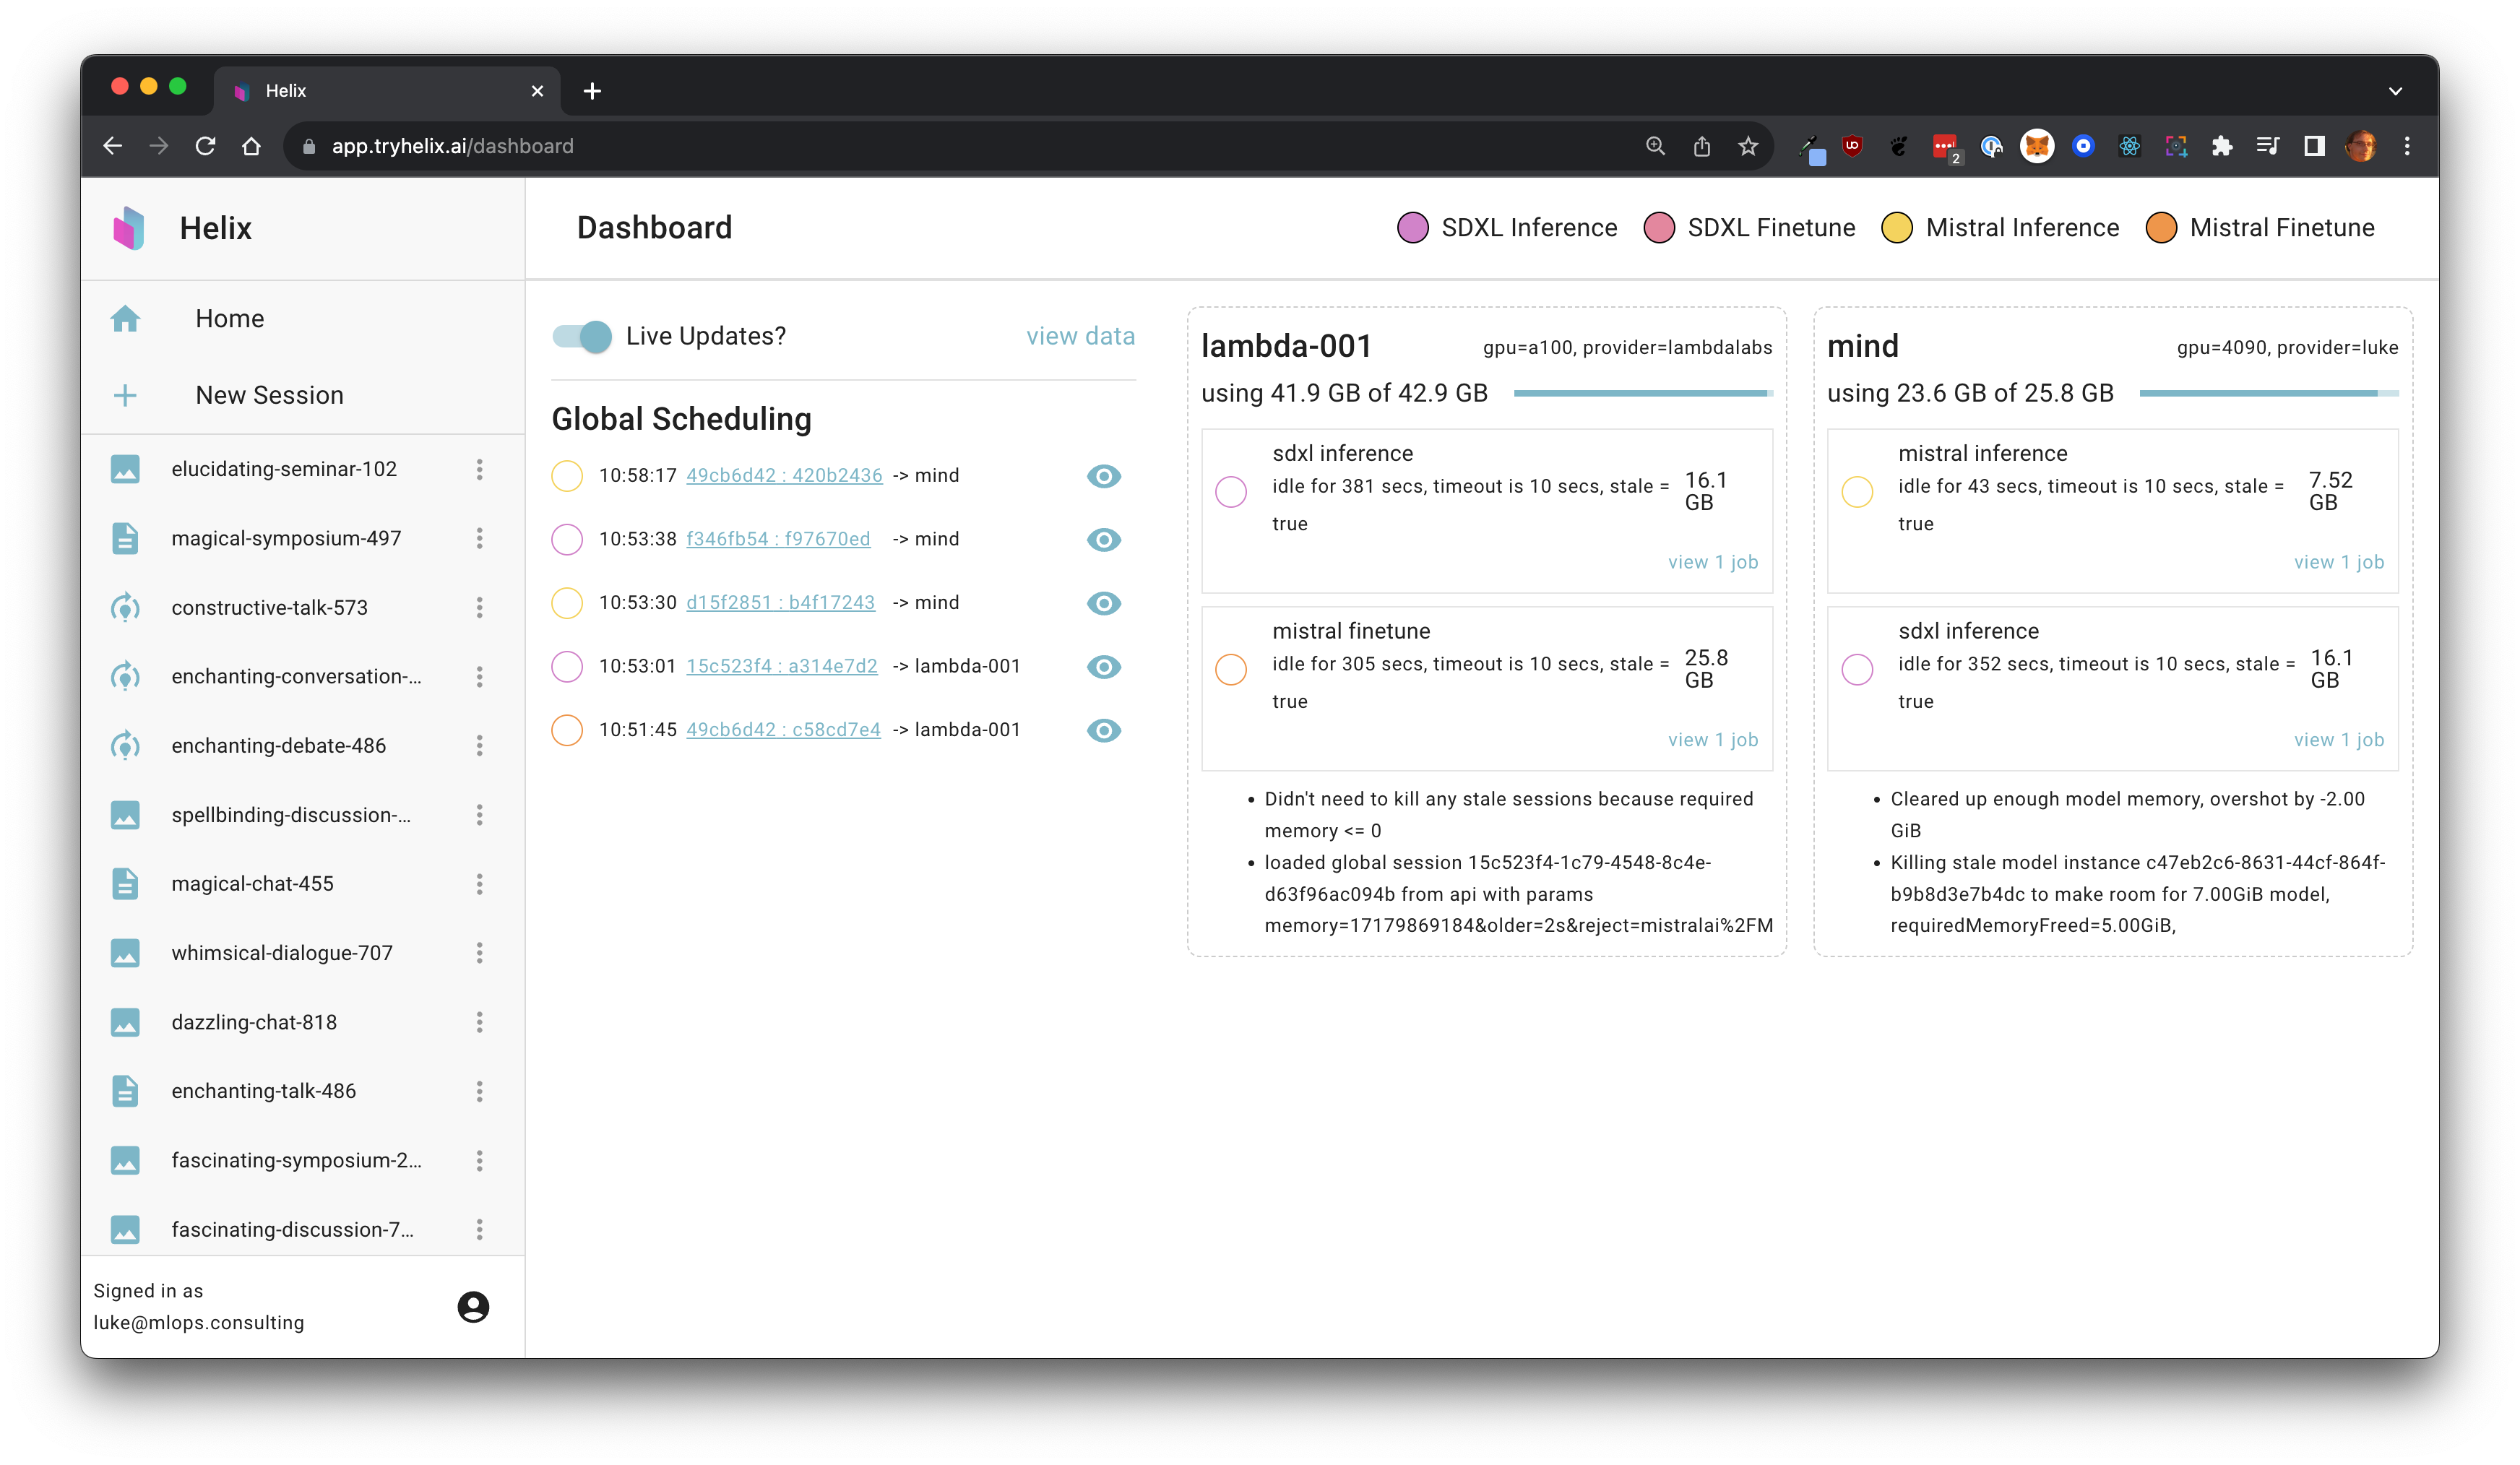 Helix
app.tryhelix.ai/dashboard
2
Helix
Dashboard
SDXL Inference
SDXL Finetune
Mistral Inference
Mistral Finetune
Home
New Session
elucidating-seminar-102
magical-symposium-497
constructive-talk-573
enchanting-conversation-...
enchanting-debate-486
spellbinding-discussion-...
magical-chat-455
whimsical-dialogue-707
dazzling-chat-818
enchanting-talk-486
fascinating-symposium-2...
fascinating-discussion-7...
Signed in as
luke@mlops.consulting
Live Updates?
view data
Global Scheduling
10:58:17 49cb6d42 : 420b2436 -> mind
10:53:38 f346fb54 : f97670ed -> mind
10:53:30 d15f2851 : b4f17243 -> mind
10:53:01 15c523f4 : a314e7d2 -> lambda-001
10:51:45 49cb6d42 : c58cd7e4 -> lambda-001
lambda-001
gpu=a100, provider=lambdalabs
using 41.9 GB of 42.9 GB
sdxl inference
idle for 381 secs, timeout is 10 secs, stale =
true
16.1
GB
view 1 job
mistral finetune
idle for 305 secs, timeout is 10 secs, stale =
true
25.8
GB
view 1 job
• Didn't need to kill any stale sessions because required
memory <= 0
• loaded global session 15c523f4-1c79-4548-8c4e-
d63f96ac094b from api with params
memory=17179869184&older=2s&reject=mistralai%2FM
mind
gpu=4090, provider=luke
using 23.6 GB of 25.8 GB
mistral inference
idle for 43 secs, timeout is 10 secs, stale =
true
7.52
GB
view 1 job
sdxl inference
idle for 352 secs, timeout is 10 secs, stale =
true
16.1
GB
view 1 job
• Cleared up enough model memory, overshot by -2.00
GiB
• Killing stale model instance c47eb2c6-8631-44cf-864f-
b9b8d3e7b4dc to make room for 7.00GiB model,
requiredMemoryFreed=5.00GiB,